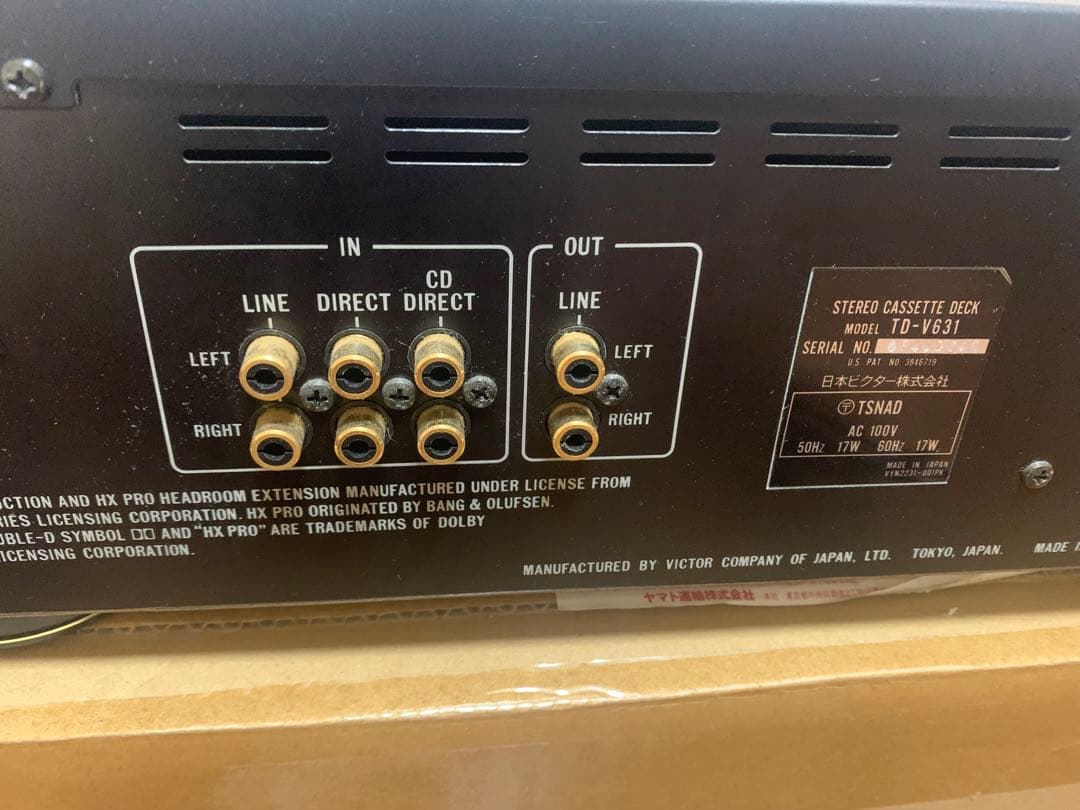 IN
LINE
DIRECT
CD
DIRECT
LEFT
RIGHT
OUT
LINE
LEFT
RIGHT
STEREO CASSETTE DECK
MODEL TD-V631
SERIAL NO.
U.S. PAT NO 3846719
日本ビクター株式会社
〒 TSNAD
AC 100V
50Hz 17W 60Hz 17W
MADE IN JAPAN
VYN2231-001PK
UCTION AND HX PRO HEADROOM EXTENSION MANUFACTURED UNDER LICENSE FROM
RIES LICENSING CORPORATION. HX PRO ORIGINATED BY BANG & OLUFSEN.
UBLE-D SYMBOL AND "HX PRO" ARE TRADEMARKS OF DOLBY
ICENSING CORPORATION.
MANUFACTURED BY VICTOR COMPANY OF JAPAN, LTD. TOKYO, JAPAN. MADE
ヤマト運輸株式会社